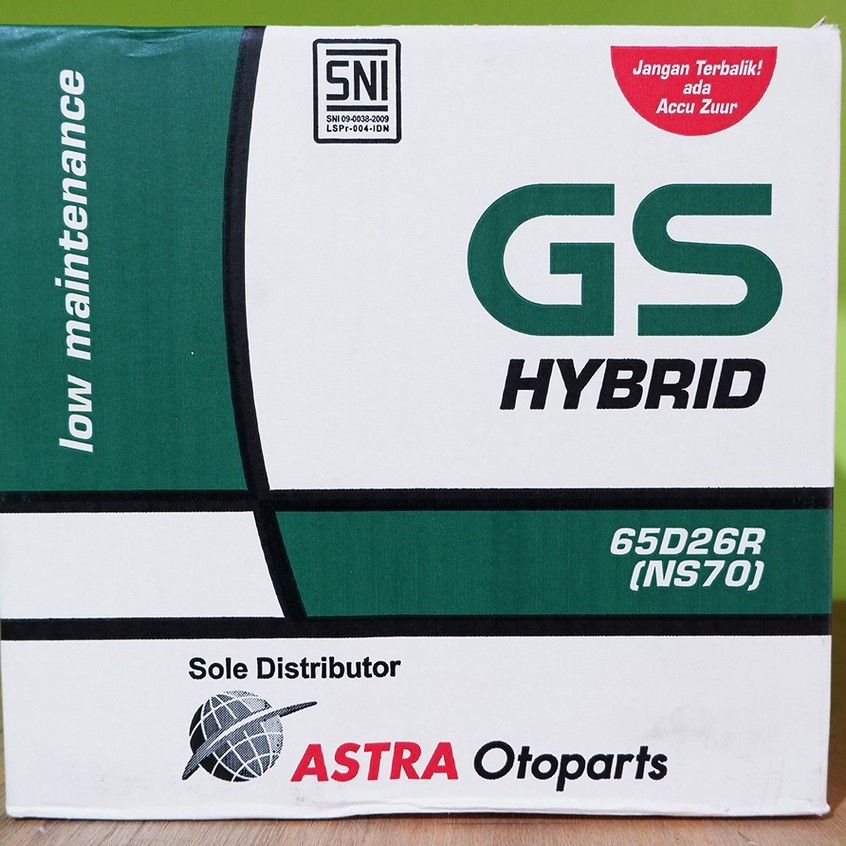 low maintenance
SNI
SNI 09-0038-2009
LSPr-004-IDN
Jangan Terbalik!
ada
Accu Zuur
GS
HYBRID
65D26R
(NS70)
Sole Distributor
ASTRA Otoparts